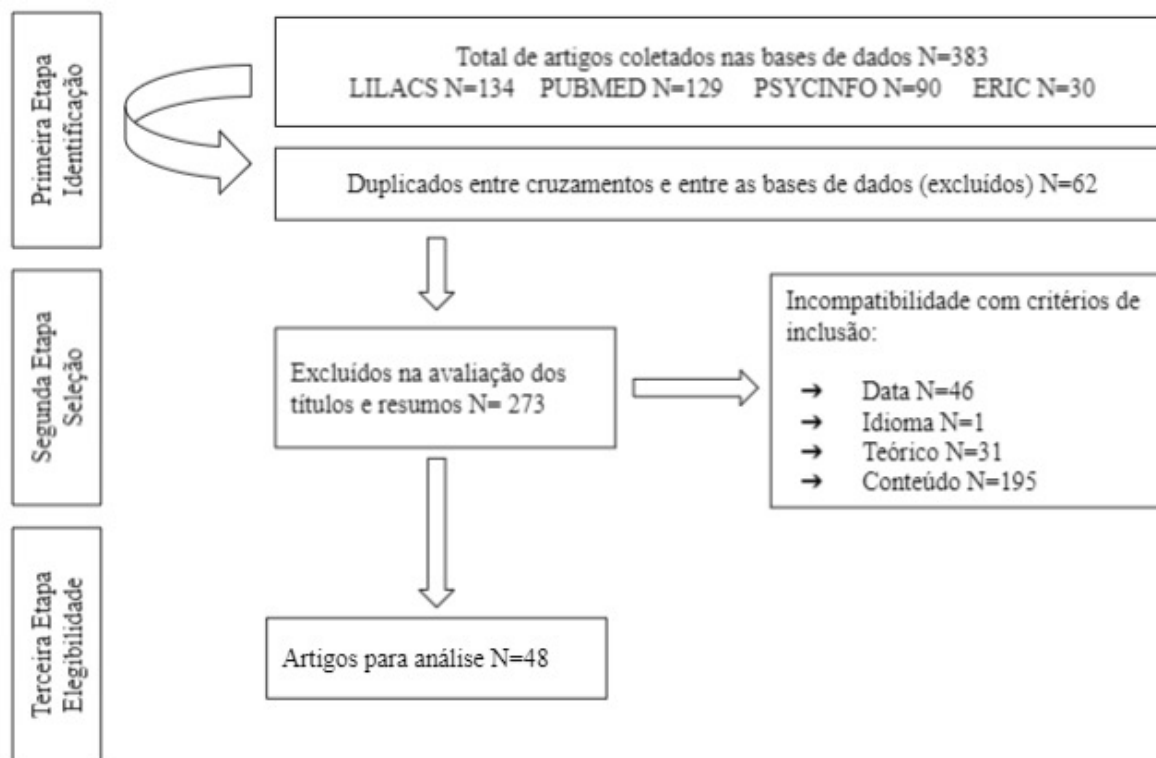 Primeira Etapa
Identificação
Total de artigos coletados nas bases de dados N=383
LILACS N=134 PUBMED N=129 PSYCINFO N=90 ERIC N=30
Duplicados entre cruzamentos e entre as bases de dados (excluídos) N=62
Segunda Etapa
Seleção
Excluídos na avaliação dos
títulos e resumos N= 273
Incompatibilidade com critérios de
inclusão:
➔ Data N=46
➔ Idioma N=1
➔ Teórico N=31
➔ Conteúdo N=195
Terceira Etapa
Elegibilidade
Artigos para análise N=48